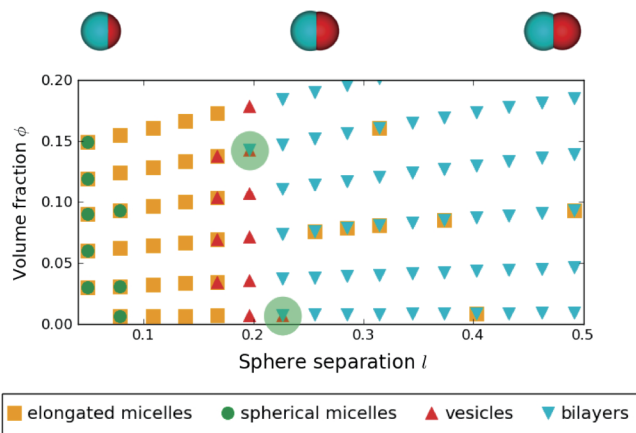 0.20
0.15
0.10
0.05
0.00
Volume fraction ϕ
0.1 0.2 0.3 0.4 0.5
Sphere separation l
elongated micelles spherical micelles vesicles bilayers